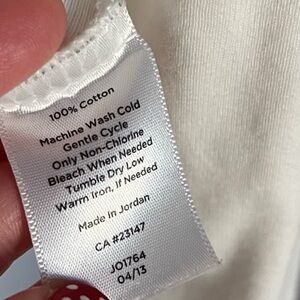 100% Cotton
Machine Wash Cold
Gentle Cycle
Only Non-Chlorine
Bleach When Needed
Tumble Dry Low
Warm Iron, If Needed
Made in Jordan
CA #23147
JO1764
04/13